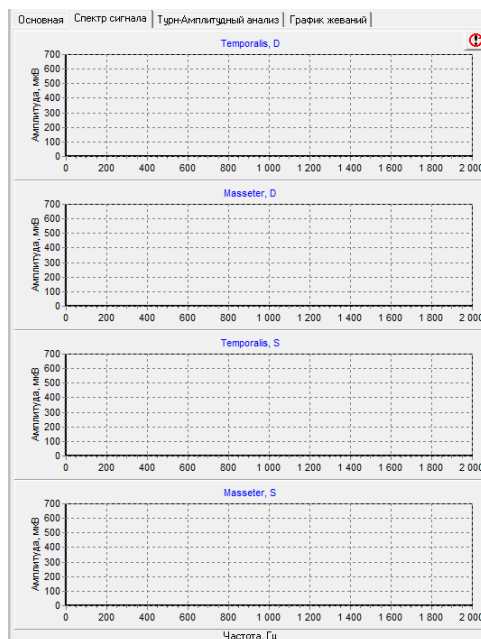 Основная Спектр сигнала Турн-Амплитудный анализ График жеваний
Temporalis, D
Амплитуда, мкВ
700
600
500
400
300
200
100
0
0 200 400 600 800 1 000 1 200 1 400 1 600 1 800 2 000
Masseter, D
Амплитуда, мкВ
700
600
500
400
300
200
100
0
0 200 400 600 800 1 000 1 200 1 400 1 600 1 800 2 000
Temporalis, S
Амплитуда, мкВ
700
600
500
400
300
200
100
0
0 200 400 600 800 1 000 1 200 1 400 1 600 1 800 2 000
Masseter, S
Амплитуда, мкВ
700
600
500
400
300
200
100
0
0 200 400 600 800 1 000 1 200 1 400 1 600 1 800 2 000
Частота, Гц